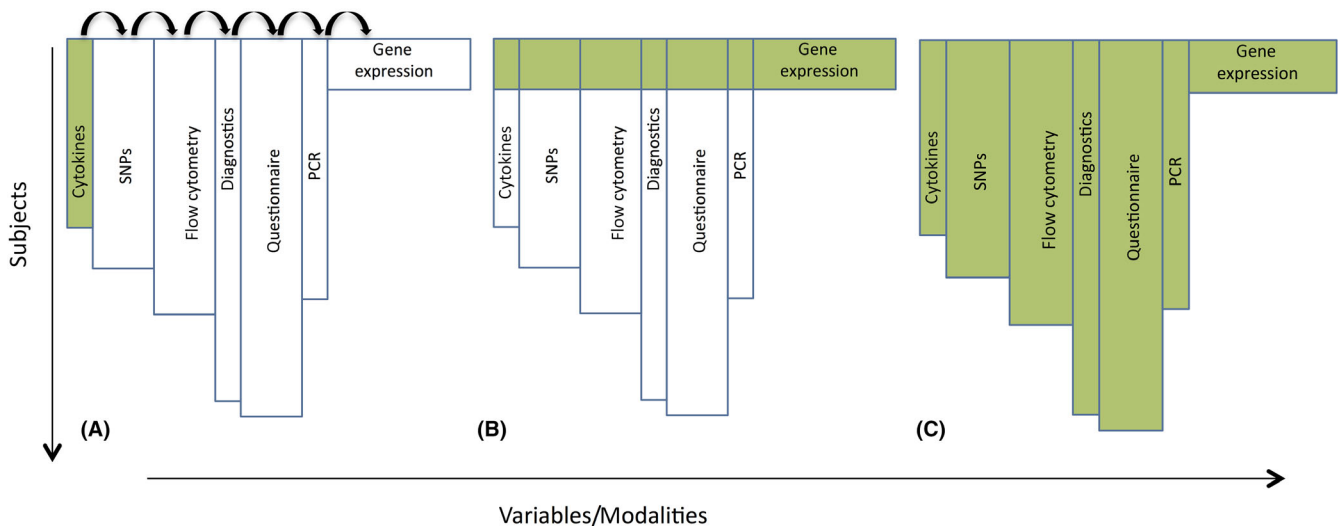 Subjects
Cytokines
SNPs
Flow cytometry
Diagnostics
Questionnaire
PCR
Gene
expression
(A)
Cytokines
SNPs
Flow cytometry
Diagnostics
Questionnaire
PCR
Gene
expression
(B)
Cytokines
SNPs
Flow cytometry
Diagnostics
Questionnaire
PCR
Gene
expression
(C)
Variables/Modalities